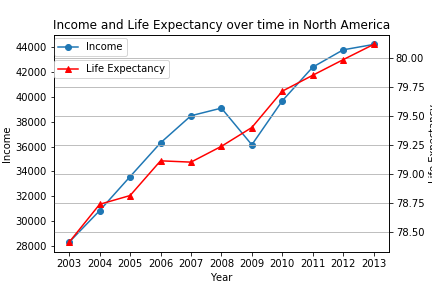 Income and Life Expectancy over time in North America
Income
Life Expectancy
44000
42000
40000
38000
36000
34000
32000
30000
28000
Income
80.00
79.75
79.50
79.25
79.00
78.75
78.50
Life Expectancy
2003 2004 2005 2006 2007 2008 2009 2010 2011 2012 2013
Year